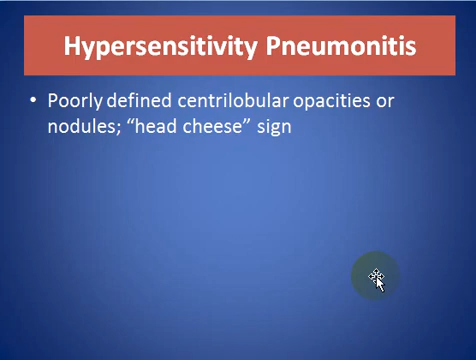 Hypersensitivity Pneumonitis
• Poorly defined centrilobular opacities or
nodules; “head cheese” sign